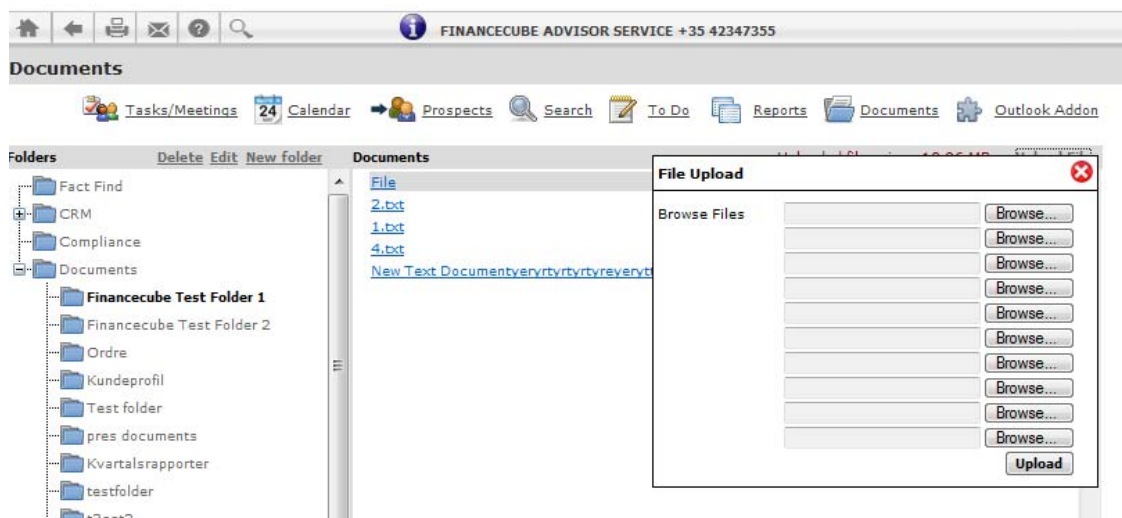 FINANCECUBE ADVISOR SERVICE +35 42347355
Documents
Tasks/Meetings 24 Calendar Prospects Search To Do Reports Documents Outlook Addon
Folders Delete Edit New folder Documents
File Upload
Fact Find
File
CRM
2.txt
Browse Files Browse...
1.txt
Browse...
Compliance
4.txt
Browse...
Documents
New Text Documentyeryrtyrtyrtyreyeryt
Browse...
Financecube Test Folder 1
Browse...
Financecube Test Folder 2
Browse...
Ordre
Browse...
Kundeprofil
Browse...
Test folder
Browse...
pres documents
Browse...
Kvartalsrapporter
Upload
testfolder